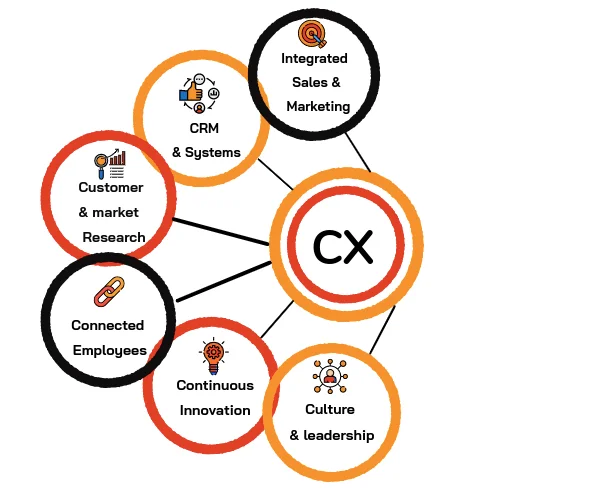 Integrated
Sales &
Marketing
CRM
& Systems
Customer
& market
Research
CX
Connected
Employees
Continuous
Innovation
Culture
& leadership